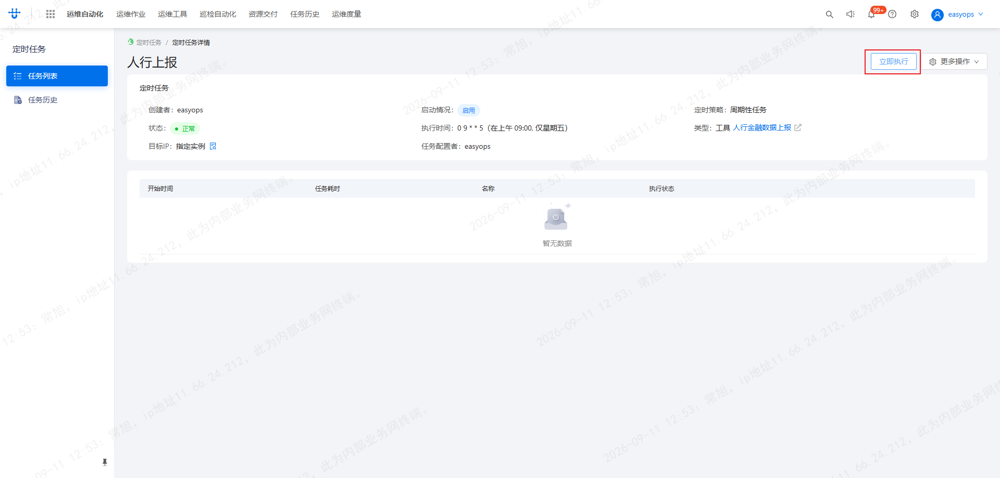 运维自动化 运维作业 运维工具 巡检自动化 资源交付 任务历史 运维度量 99+ easyops
定时任务
任务列表
任务历史
定时任务 / 定时任务详情
人行上报
立即执行 更多操作
定时任务
创建者：easyops 启动情况：启用 定时策略：周期性任务
状态：正常 执行时间：0 9 * * 5（在上午 09:00, 仅星期五） 类型：工具 人行金融数据上报
目标IP：指定实例 任务配置者：easyops
开始时间 任务耗时 名称 执行状态
暂无数据
2026-09-11 12:53；常旭，ip地址11.66.24.212，此为内部业务网终端。